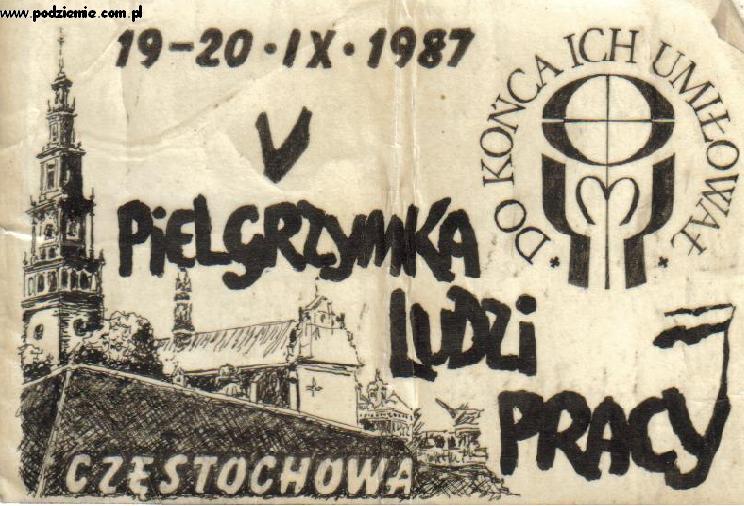 www.podziemie.com.pl
19-20·IX·1987
V
PIELGRZYMKA
LUDZI
PRACY
DO KOŃCA ICH UMIŁOWAŁ
CZĘSTOCHOWA